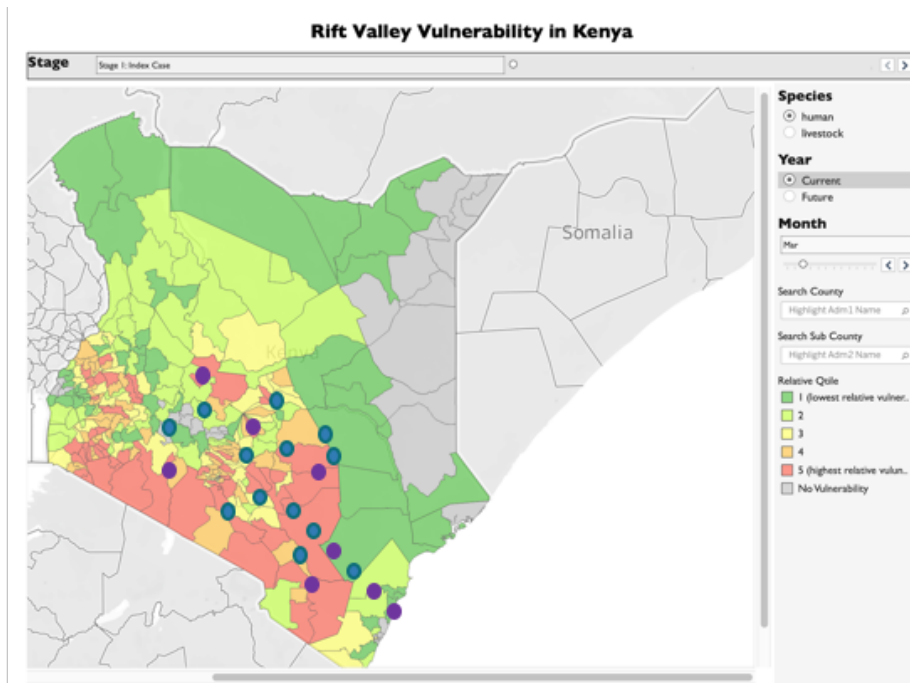 Rift Valley Vulnerability in Kenya
Stage
Stage 1: Index Case
Species
human
livestock
Year
Current
Future
Month
Mar
Search County
Highlight Adm1 Name
Search Sub County
Highlight Adm2 Name
Relative Qtile
1 (lowest relative vulner..
2
3
4
5 (highest relative vulun..
No Vulnerability
Somalia
Kenya